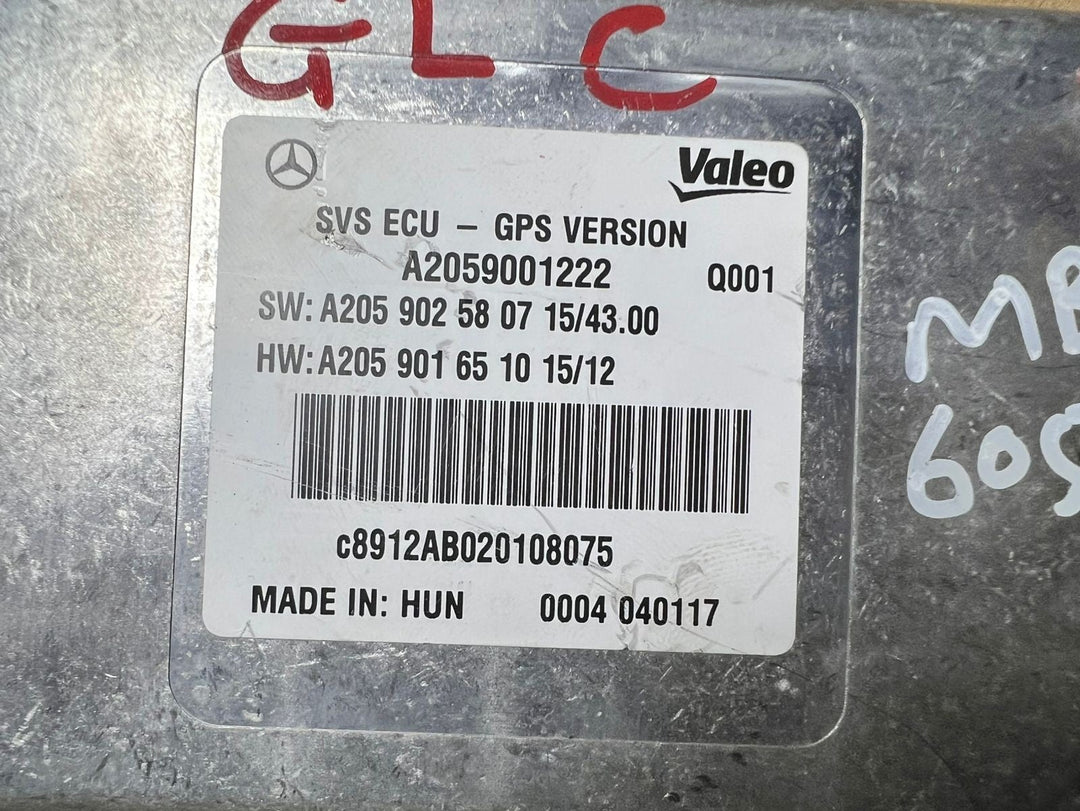 GLC
Valeo
SVS ECU – GPS VERSION
A2059001222 Q001
SW: A205 902 58 07 15/43.00
HW: A205 901 65 10 15/12
c8912AB020108075
MADE IN: HUN 0004 040117